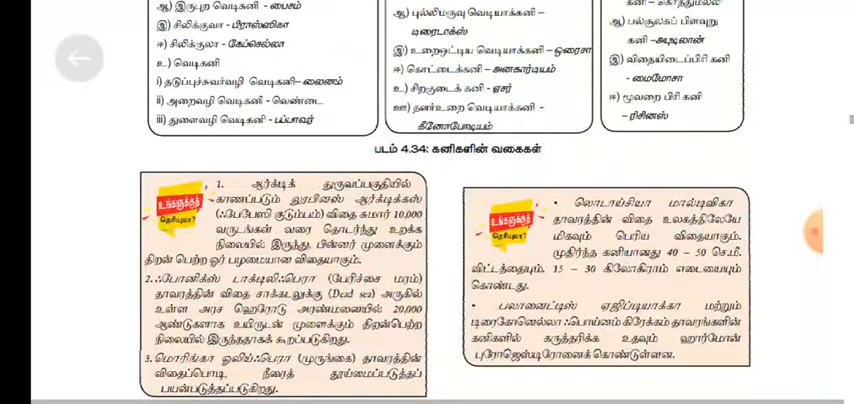 ஆ) இருபுற வெடிகனி - பைசம்
இ) சிலிக்குவா - பிராஸ்ஸிகா
ஈ) சிலிக்குலா - கேப்செல்லா
உ) வெடிகனி
i) தடுப்புச்சுவர்வழி வெடிகனி– லைனம்
ii) அறைவழி வெடிகனி - வெண்டை
iii) துளைவழி வெடிகனி - பப்பாவர்
ஆ) புல்லிமருவு வெடியாக்கனி –
டிரைடாக்ஸ்
இ) உறைஒட்டிய வெடியாக்கனி – ஒரைசா
ஈ) கொட்டைக்கனி – அனகார்டியம்
உ) சிறகுடைக் கனி - ஏசர்
ஊ) தளர்உறை வெடியாக்கனி -
கீனோபோடியம்
கனி – கொத்துமல்லி
ஆ) பல்சூலகப் பிளவுறு
கனி –அபுடிலான்
இ) விதையிடைப்பிரி கனி
– மைமோசா
ஈ) மூவறை பிரி கனி
– ரிசினஸ்
படம் 4.34: கனிகளின் வகைகள்
உங்களுக்குத்
தெரியுமா?
1. ஆர்க்டிக் துருவப்பகுதியில்
காணப்படும் லூபினஸ் ஆர்க்டிக்கஸ்
(ஃபேபேஸி குடும்பம்) விதை சுமார் 10,000
வருடங்கள் வரை தொடர்ந்து உறக்க
நிலையில் இருந்து, பின்னர் முளைக்கும்
திறன் பெற்ற ஓர் பழமையான விதையாகும்.
2. ஃபோனிக்ஸ் டாக்டிலிஃபெரா (பேரிச்சை மரம்)
தாவரத்தின் விதை சாக்கடலுக்கு (Dead sea) அருகில்
உள்ள அரச ஹெரோடு அரண்மனையில் 20,000
ஆண்டுகளாக உயிருடன் முளைக்கும் திறன்பெற்ற
நிலையில் இருந்ததாகக் கூறப்படுகிறது.
3. மொரிங்கா ஓலிய்ஃபெரா (முருங்கை) தாவரத்தின்
விதைப்பொடி, நீரைத் தூய்மைப்படுத்தப்
பயன்படுத்தப்படுகிறது.
உங்களுக்குத்
தெரியுமா?
• லொடாய்சியா மால்டிவிகா
தாவரத்தின் விதை உலகத்திலேயே
மிகவும் பெரிய விதையாகும்.
முதிர்ந்த கனியானது 40 – 50 செ.மீ.
விட்டத்தையும், 15 – 30 கிலோகிராம் எடையையும்
கொண்டது.
• பலானைட்டிஸ் ஏஜிப்டியாக்கா மற்றும்
டிரைகோனெல்லா ஃபொய்னம் கிரேக்கம் தாவரங்களின்
கனிகளில் கருத்தரிக்க உதவும் ஹார்மோன்
புரோஜெஸ்டிரோனைக் கொண்டுள்ளன.